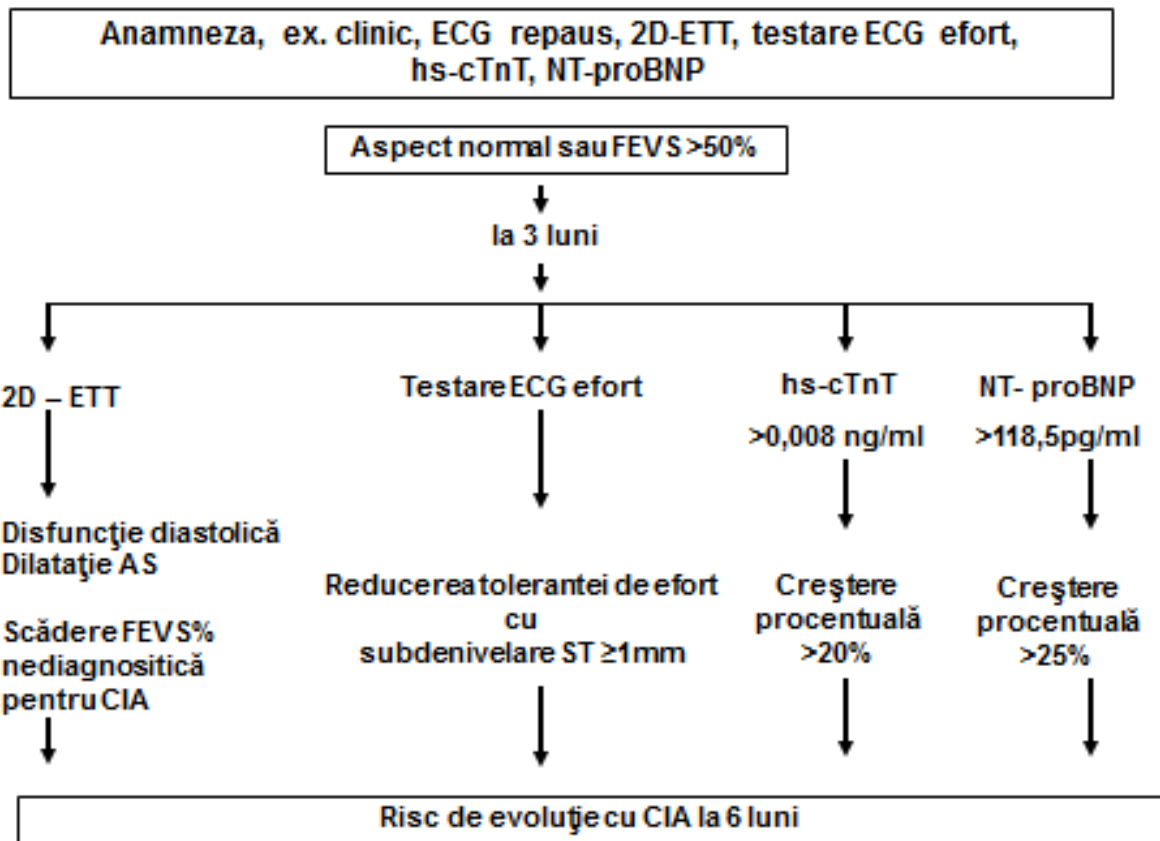 Anamneza, ex. clinic, ECG repaus, 2D-ETT, testare ECG efort,
hs-cTnT, NT-proBNP
Aspect normal sau FEVS >50%
la 3 luni
2D – ETT
Disfuncţie diastolică
Dilataţie AS
Scădere FEVS%
nediagnositică
pentru CIA
Testare ECG efort
Reducerea tolerantei de efort
cu
subdenivelare ST ≥1mm
hs-cTnT
>0,008 ng/ml
Creştere
procentuală
>20%
NT- proBNP
>118,5pg/ml
Creştere
procentuală
>25%
Risc de evoluţie cu CIA la 6 luni